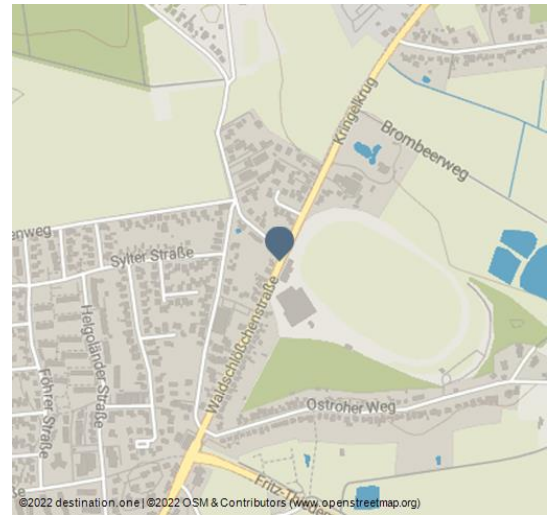 Kringelkrug
Brombeerweg
enweg
Sylter Straße
Helgoländer Straße
Waldschlößchenstraße
Föhrer Straße
Ostroher Weg
ße
©2022 destination.one | ©2022 OSM & Contributors (www.openstreetmap.org)